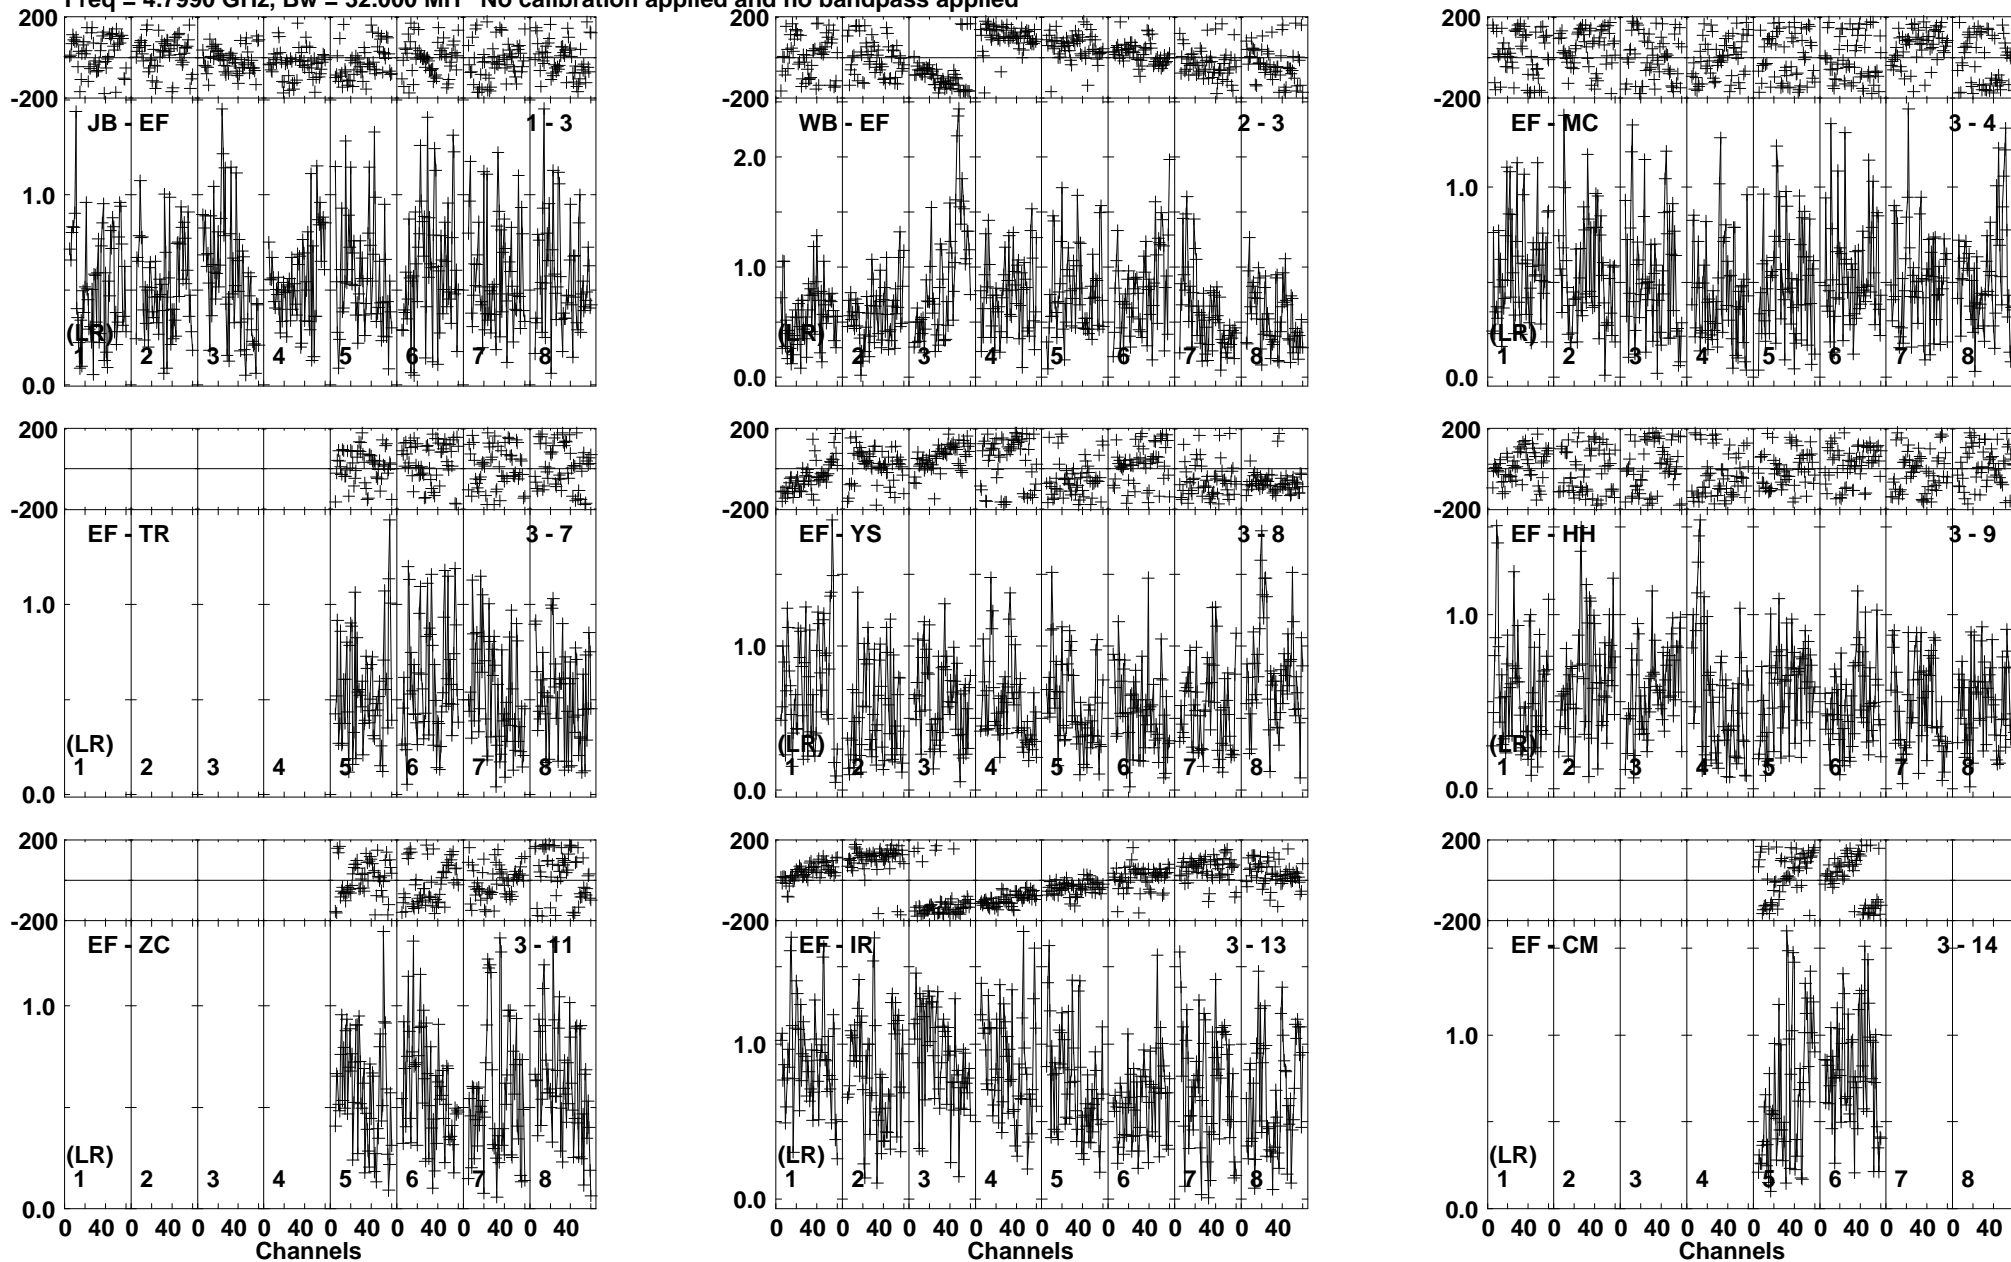 Freq = 4.7990 GHz, Bw = 32.000 MH No calibration applied and no bandpass applied
200 200 200
-200 -200 -200
JB - EF 1 - 3 WB - EF 2 - 3 EF - MC 3 - 4
2.0
1.0 1.0
1.0
(LR) (LR) (LR)
1 2 3 4 5 6 7 8 1 2 3 4 5 6 7 8 1 2 3 4 5 6 7 8
0.0 0.0 0.0
200 200 200
-200 -200 -200
EF - TR 3 - 7 EF - YS 3 - 8 EF - HH 3 - 9
1.0 1.0 1.0
(LR) (LR) (LR)
1 2 3 4 5 6 7 8 1 2 3 4 5 6 7 8 1 2 3 4 5 6 7 8
0.0 0.0 0.0
200 200 200
-200 -200 -200
EF - ZC 3 - 11 EF - IR 3 - 13 EF - CM 3 - 14
1.0 1.0 1.0
(LR) (LR) (LR)
1 2 3 4 5 6 7 8 1 2 3 4 5 6 7 8 1 2 3 4 5 6 7 8
0.0 0.0 0.0
0 40 0 40 0 40 0 40 0 40 0 40 0 40 0 40 0 40 0 40 0 40 0 40 0 40 0 40 0 40 0 40 0 40 0 40 0 40 0 40 0 40 0 40 0 40 0 40
Channels Channels Channels